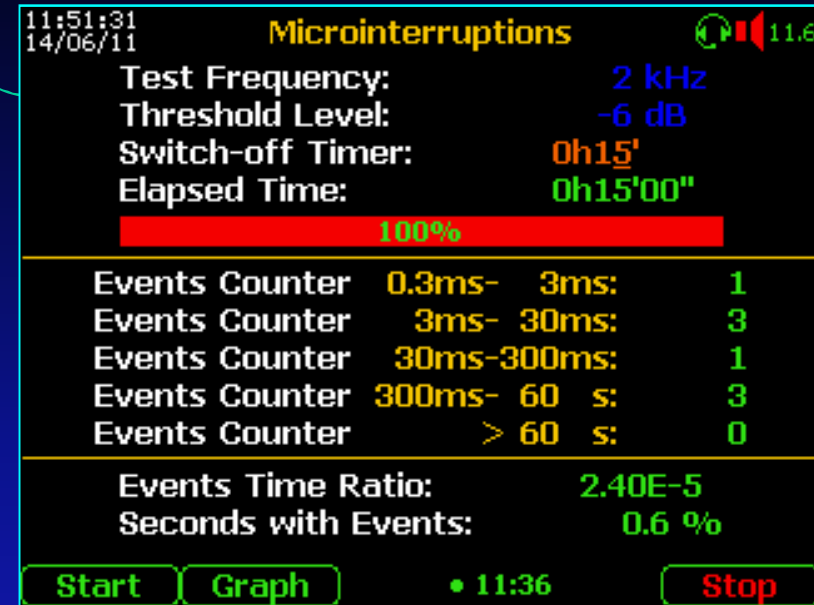 11:51:31
14/06/11
Microinterruptions
11.6
Test Frequency: 2 kHz
Threshold Level: -6 dB
Switch-off Timer: 0h15'
Elapsed Time: 0h15'00"
100%
Events Counter 0.3ms- 3ms: 1
Events Counter 3ms- 30ms: 3
Events Counter 30ms-300ms: 1
Events Counter 300ms- 60 s: 3
Events Counter > 60 s: 0
Events Time Ratio: 2.40E-5
Seconds with Events: 0.6 %
Start Graph • 11:36 Stop